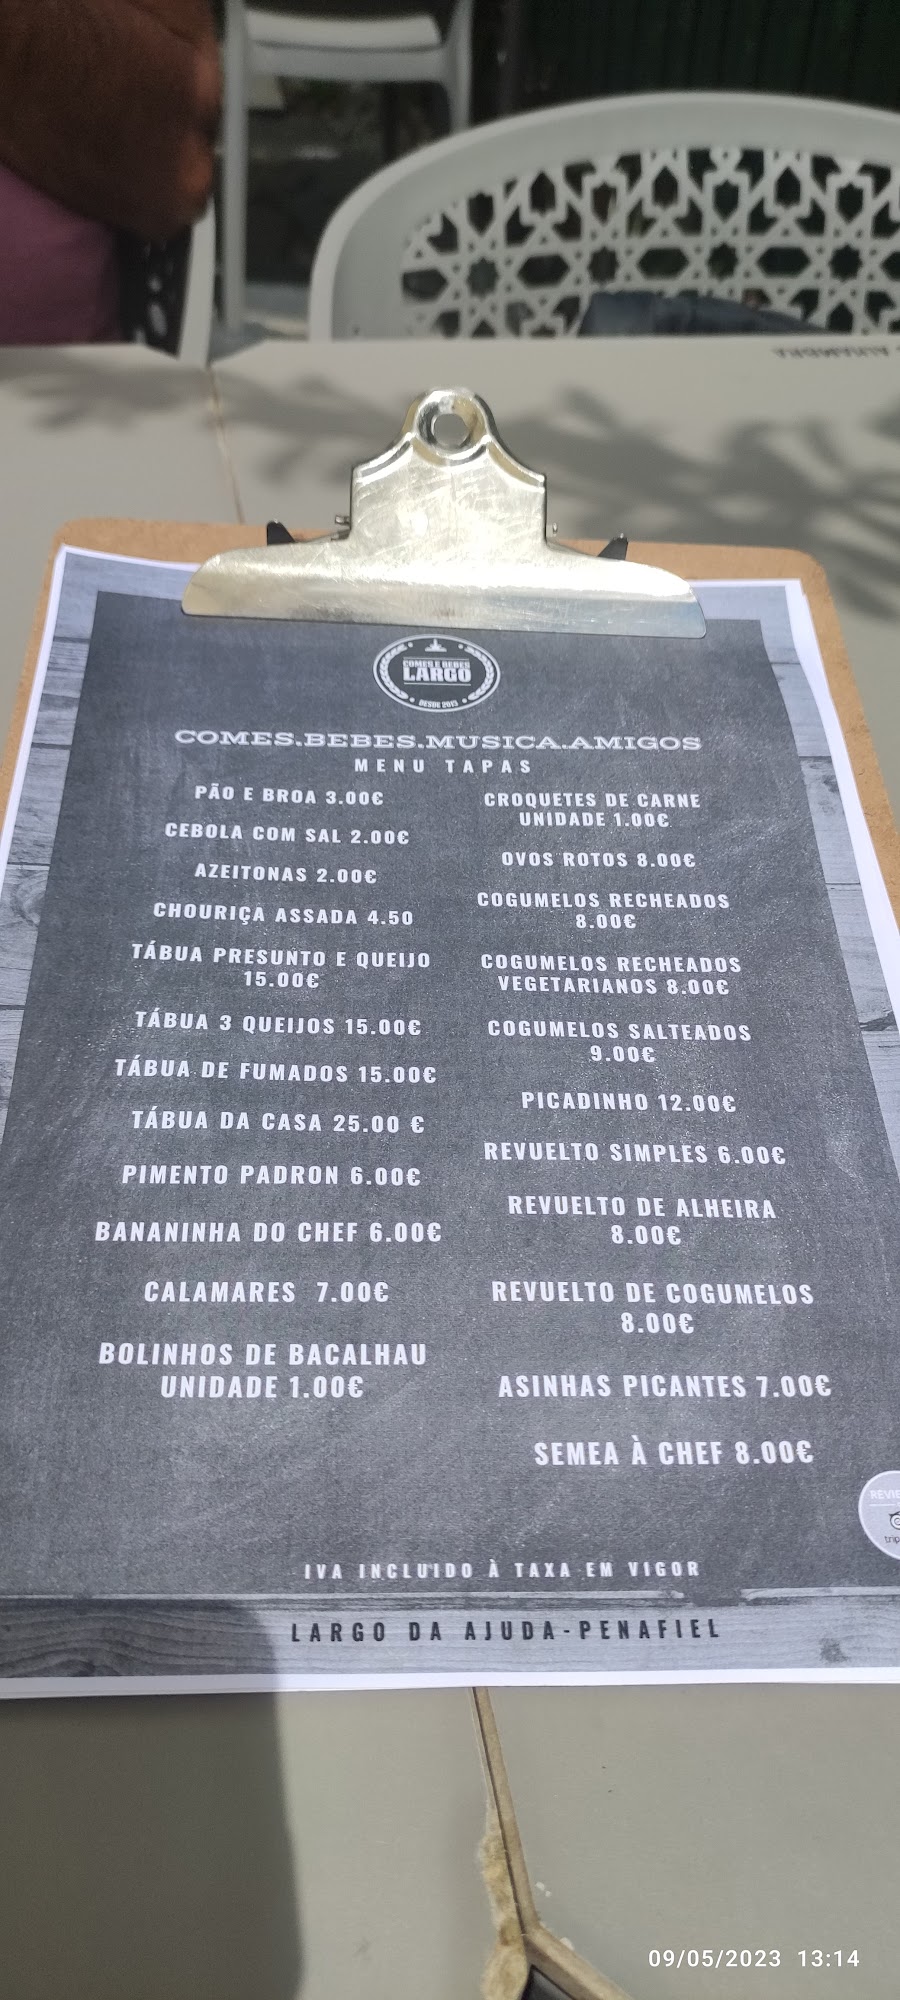 ALHAMBRA
COMES E BEBES
LARGO
DESDE 2013
COMES.BEBES.MUSICA.AMIGOS
MENU TAPAS
PÃO E BROA 3.00€
CEBOLA COM SAL 2.00€
AZEITONAS 2.00€
CHOURIÇA ASSADA 4.50
TÁBUA PRESUNTO E QUEIJO
15.00€
TÁBUA 3 QUEIJOS 15.00€
TÁBUA DE FUMADOS 15.00€
TÁBUA DA CASA 25.00 €
PIMENTO PADRON 6.00€
BANANINHA DO CHEF 6.00€
CALAMARES 7.00€
BOLINHOS DE BACALHAU
UNIDADE 1.00€
CROQUETES DE CARNE
UNIDADE 1.00€
OVOS ROTOS 8.00€
COGUMELOS RECHEADOS
8.00€
COGUMELOS RECHEADOS
VEGETARIANOS 8.00€
COGUMELOS SALTEADOS
9.00€
PICADINHO 12.00€
REVUELTO SIMPLES 6.00€
REVUELTO DE ALHEIRA
8.00€
REVUELTO DE COGUMELOS
8.00€
ASINHAS PICANTES 7.00€
SEMEA À CHEF 8.00€
IVA INCLUIDO À TAXA EM VIGOR
LARGO DA AJUDA-PENAFIEL
09/05/2023 13:14